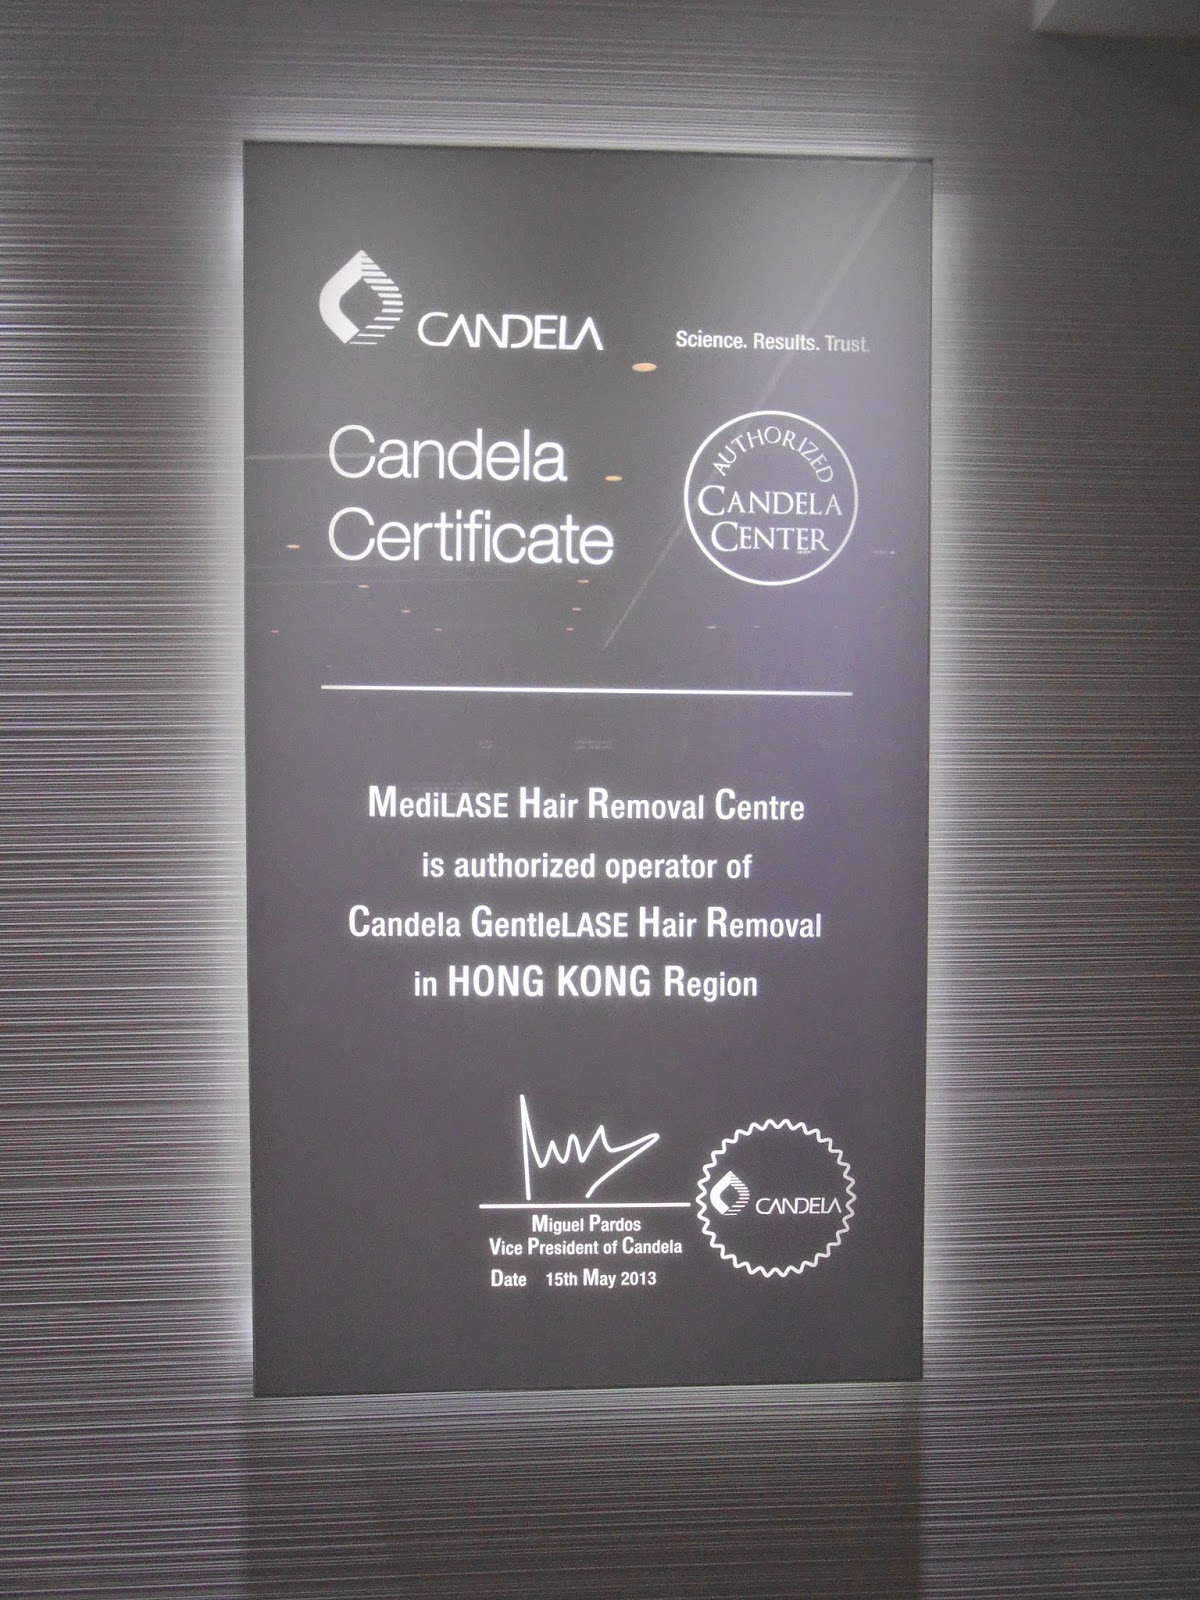 CANDELA
Science. Results. Trust.
Candela
Certificate
AUTHORIZED
CANDELA
CENTER
MediLASE Hair Removal Centre
is authorized operator of
Candela GentleLASE Hair Removal
in HONG KONG Region
Miguel Pardos
Vice President of Candela
Date 15th May 2013
CANDELA